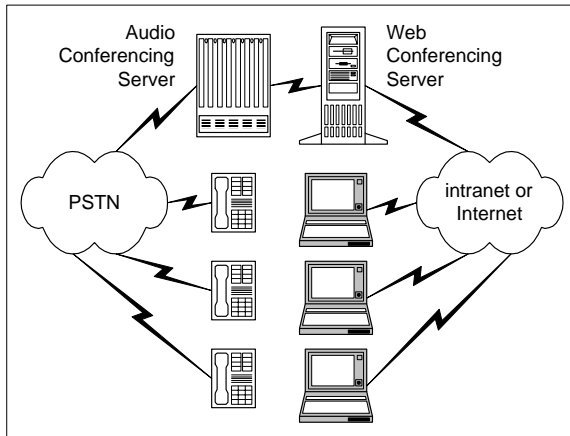 Audio
Conferencing
Server
Web
Conferencing
Server
PSTN
intranet or
Internet